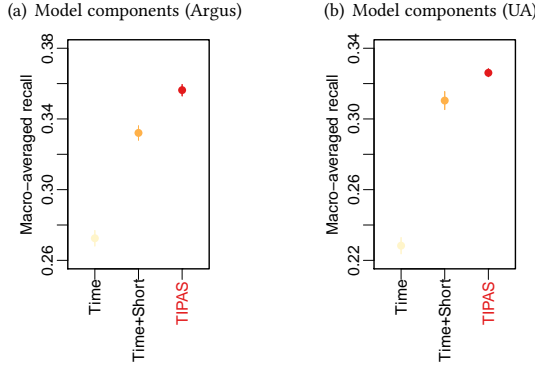 (a) Model components (Argus)
Macro−averaged recall
0.38
0.34
0.30
0.26
Time
Time+Short
TIPAS
(b) Model components (UA)
Macro−averaged recall
0.34
0.30
0.26
0.22
Time
Time+Short
TIPAS